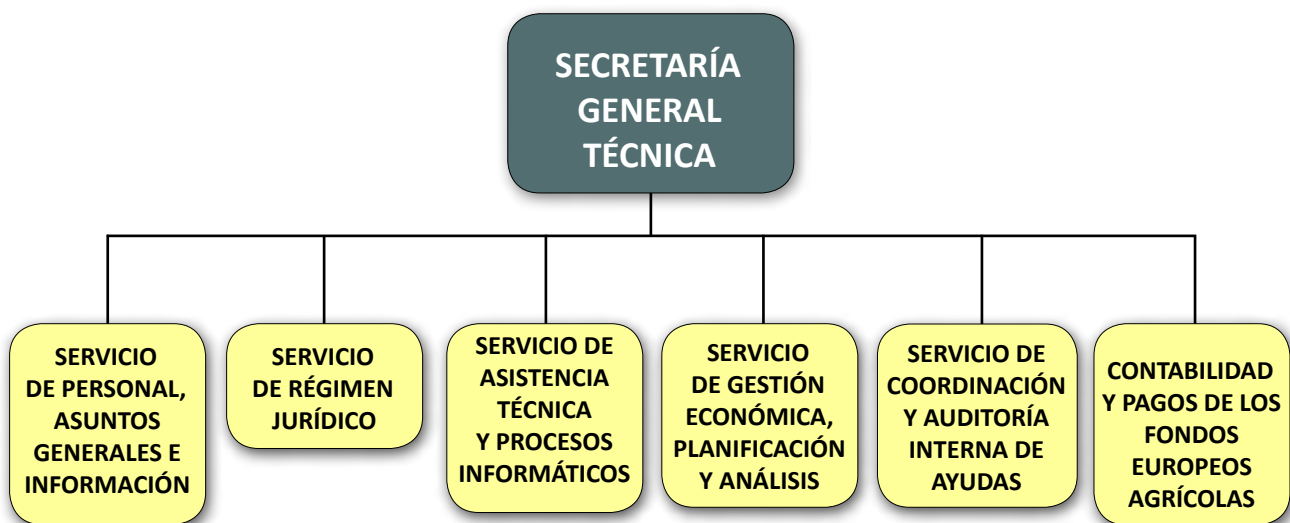 SECRETARÍA
GENERAL
TÉCNICA
SERVICIO
DE PERSONAL,
ASUNTOS
GENERALES E
INFORMACIÓN
SERVICIO
DE RÉGIMEN
JURÍDICO
SERVICIO DE
ASISTENCIA
TÉCNICA
Y PROCESOS
INFORMÁTICOS
SERVICIO
DE GESTIÓN
ECONÓMICA,
PLANIFICACIÓN
Y ANÁLISIS
SERVICIO DE
COORDINACIÓN
Y AUDITORÍA
INTERNA DE
AYUDAS
CONTABILIDAD
Y PAGOS DE LOS
FONDOS
EUROPEOS
AGRÍCOLAS